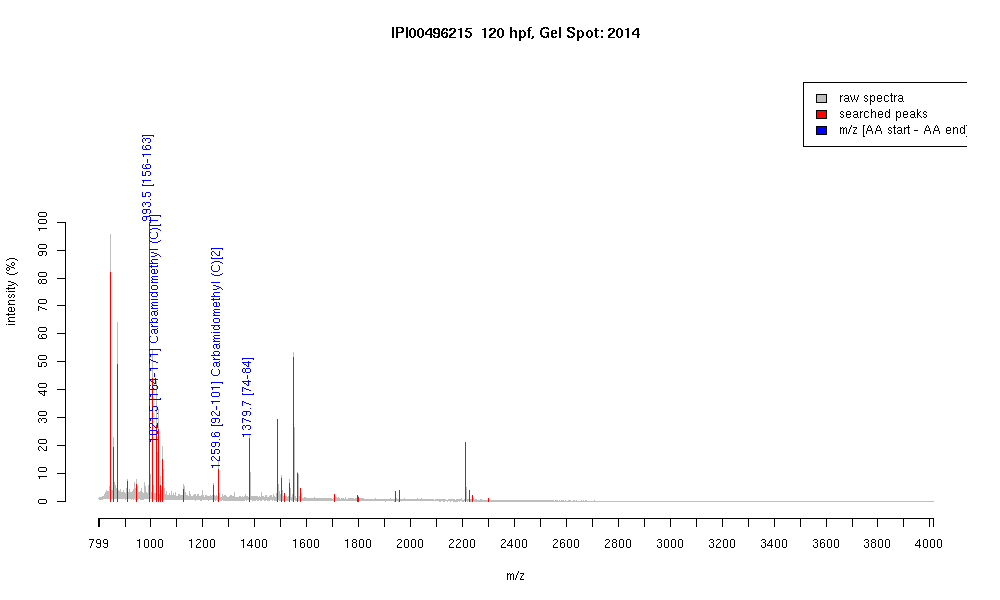 IPI00496215 120 hpf, Gel Spot: 2014
raw spectra
searched peaks
m/z [AA start - AA end]
993.5 [156-163]
1021.5 [164-171] Carbamidomethyl (C)[1]
1259.6 [92-101] Carbamidomethyl (C)[2]
1379.7 [74-84]
intensity (%)
100
90
80
70
60
50
40
30
20
10
0
799 1000 1200 1400 1600 1800 2000 2200 2400 2600 2800 3000 3200 3400 3600 3800 4000
m/z